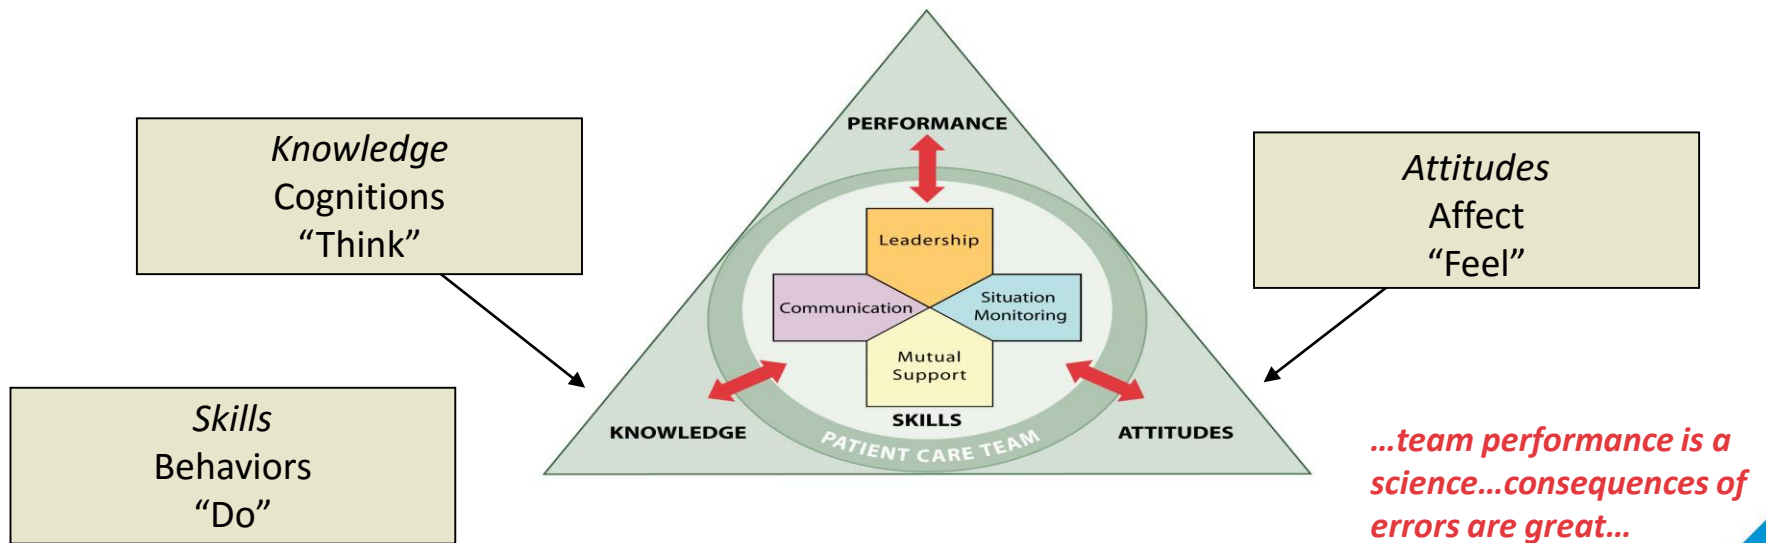 Knowledge
Cognitions
“Think”
Skills
Behaviors
“Do”
PERFORMANCE
Leadership
Communication
Situation
Monitoring
Mutual
Support
SKILLS
KNOWLEDGE
ATTITUDES
PATIENT CARE TEAM
Attitudes
Affect
“Feel”
...team performance is a
science...consequences of
errors are great...